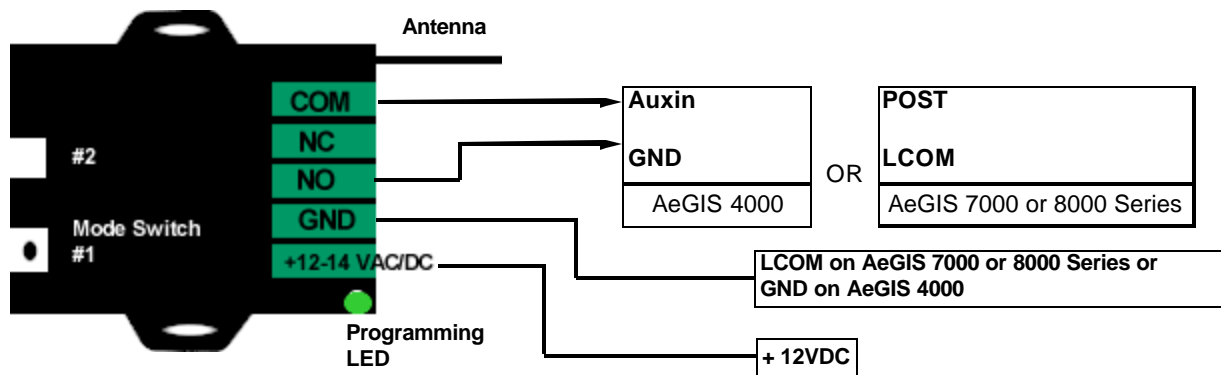 Antenna
COM
NC
NO
GND
+12-14 VAC/DC
#2
Mode Switch
#1
Programming
LED
Auxin
GND
AeGIS 4000
OR
POST
LCOM
AeGIS 7000 or 8000 Series
LCOM on AeGIS 7000 or 8000 Series or
GND on AeGIS 4000
+ 12VDC